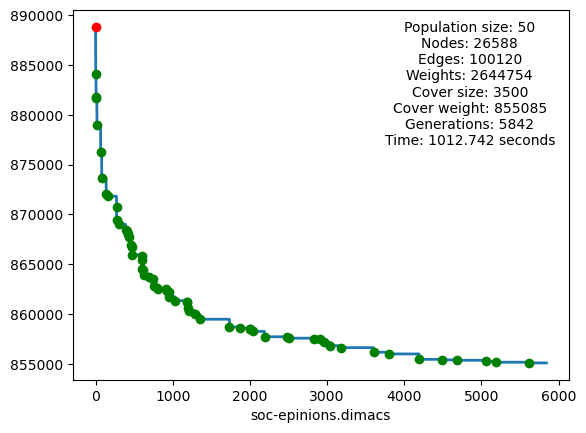 890000
885000
880000
875000
870000
865000
860000
855000
Population size: 50
Nodes: 26588
Edges: 100120
Weights: 2644754
Cover size: 3500
Cover weight: 855085
Generations: 5842
Time: 1012.742 seconds
0 1000 2000 3000 4000 5000 6000
soc-epinions.dimacs